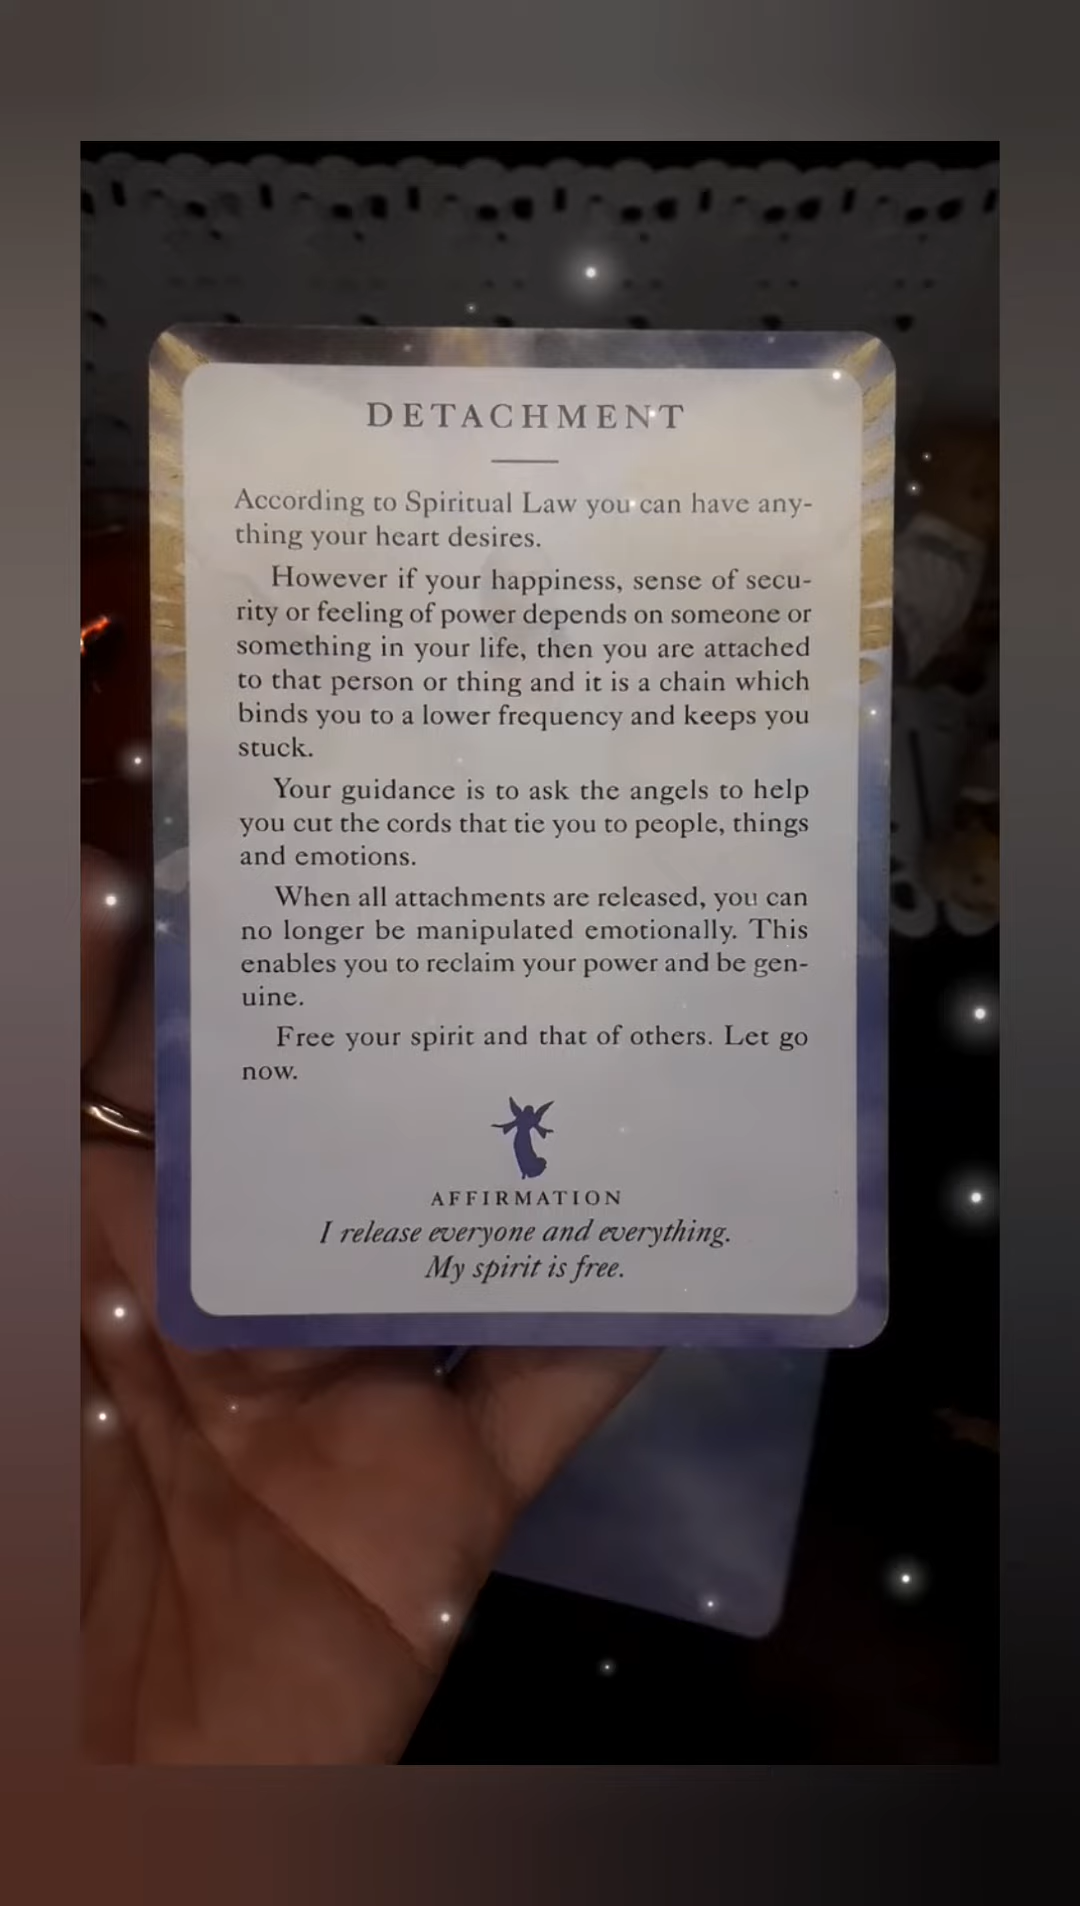 DETACHMENT
According to Spiritual Law you can have any-
thing your heart desires.
However if your happiness, sense of secu-
rity or feeling of power depends on someone or
something in your life, then you are attached
to that person or thing and it is a chain which
binds you to a lower frequency and keeps you
stuck.
Your guidance is to ask the angels to help
you cut the cords that tie you to people, things
and emotions.
When all attachments are released, you can
no longer be manipulated emotionally. This
enables you to reclaim your power and be gen-
uine.
Free your spirit and that of others. Let go
now.
AFFIRMATION
I release everyone and everything.
My spirit is free.